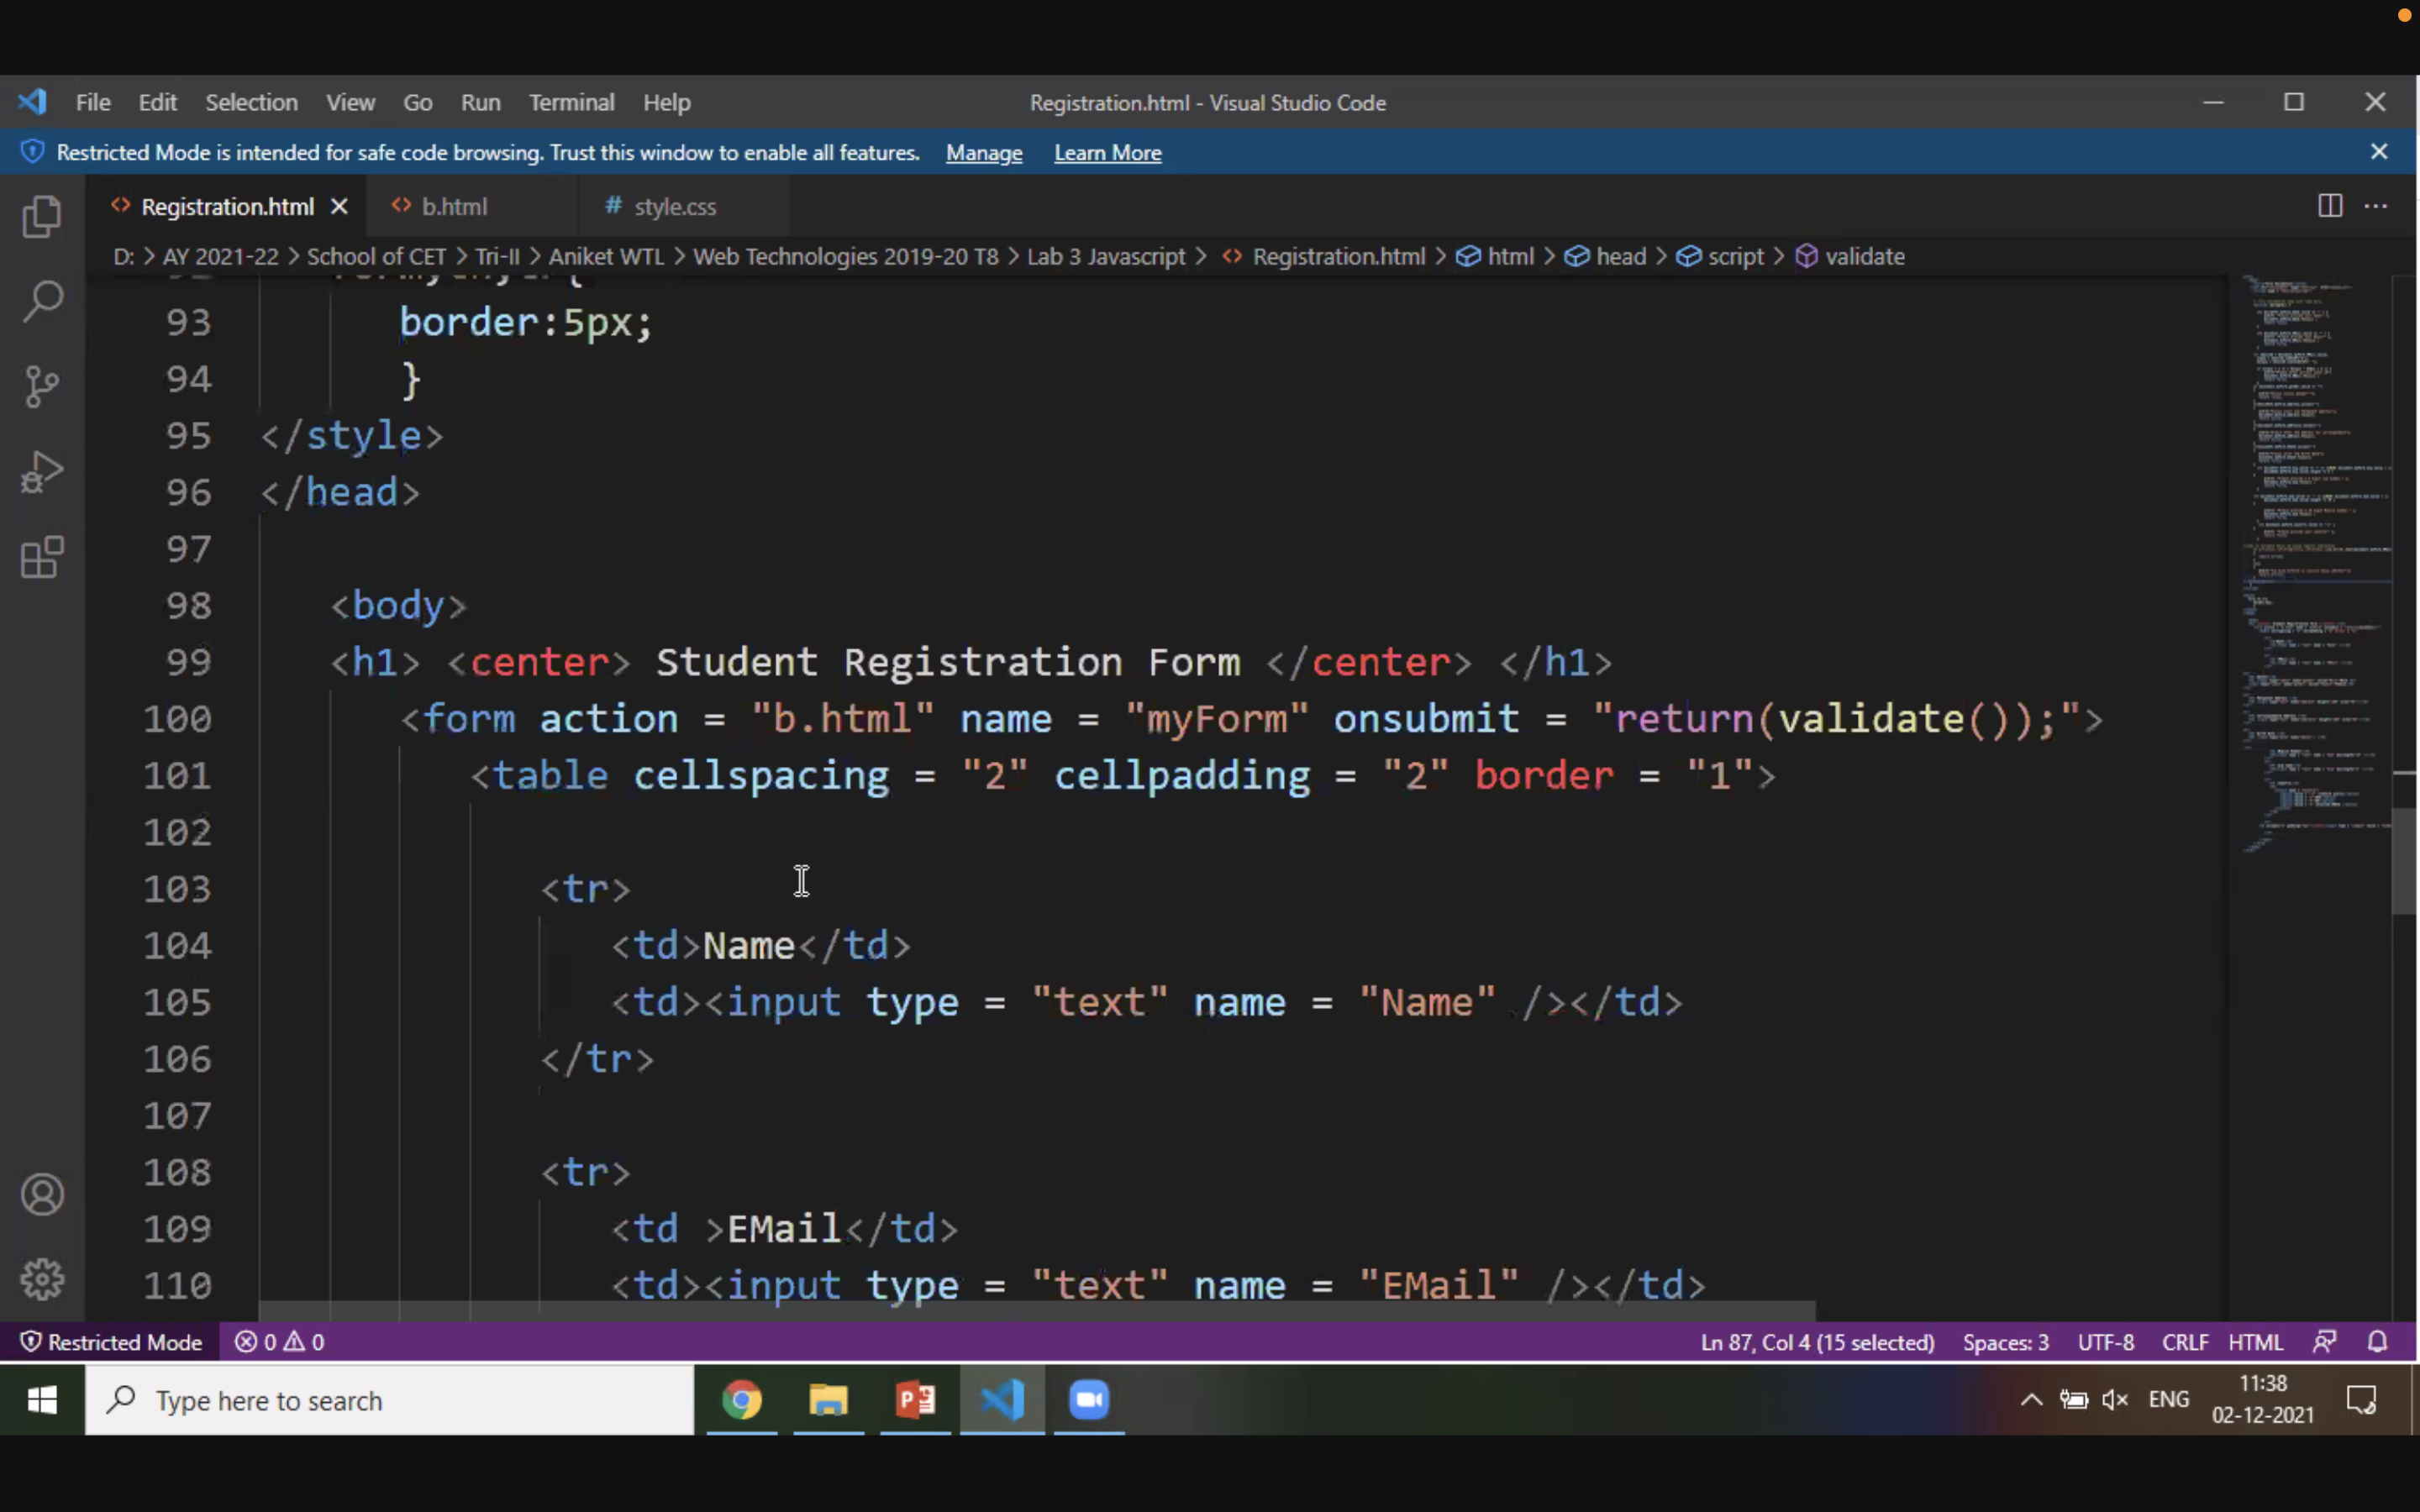 File Edit Selection View Go Run Terminal Help Registration.html - Visual Studio Code
Restricted Mode is intended for safe code browsing. Trust this window to enable all features. Manage Learn More
Registration.html b.html # style.css
D: > AY 2021-22 > School of CET > Tri-II > Aniket WTL > Web Technologies 2019-20 T8 > Lab 3 Javascript > Registration.html > html > head > script > validate
93 border:5px;
94 }
95 </style>
96 </head>
97
98 <body>
99 <h1> <center> Student Registration Form </center> </h1>
100 <form action = "b.html" name = "myForm" onsubmit = "return(validate());">
101 <table cellspacing = "2" cellpadding = "2" border = "1">
102
103 <tr>
104 <td>Name</td>
105 <td><input type = "text" name = "Name" /></td>
106 </tr>
107
108 <tr>
109 <td >EMail</td>
110 <td><input type = "text" name = "EMail" /></td>
Restricted Mode 0 0 Ln 87, Col 4 (15 selected) Spaces: 3 UTF-8 CRLF HTML
Type here to search ENG 11:38
02-12-2021